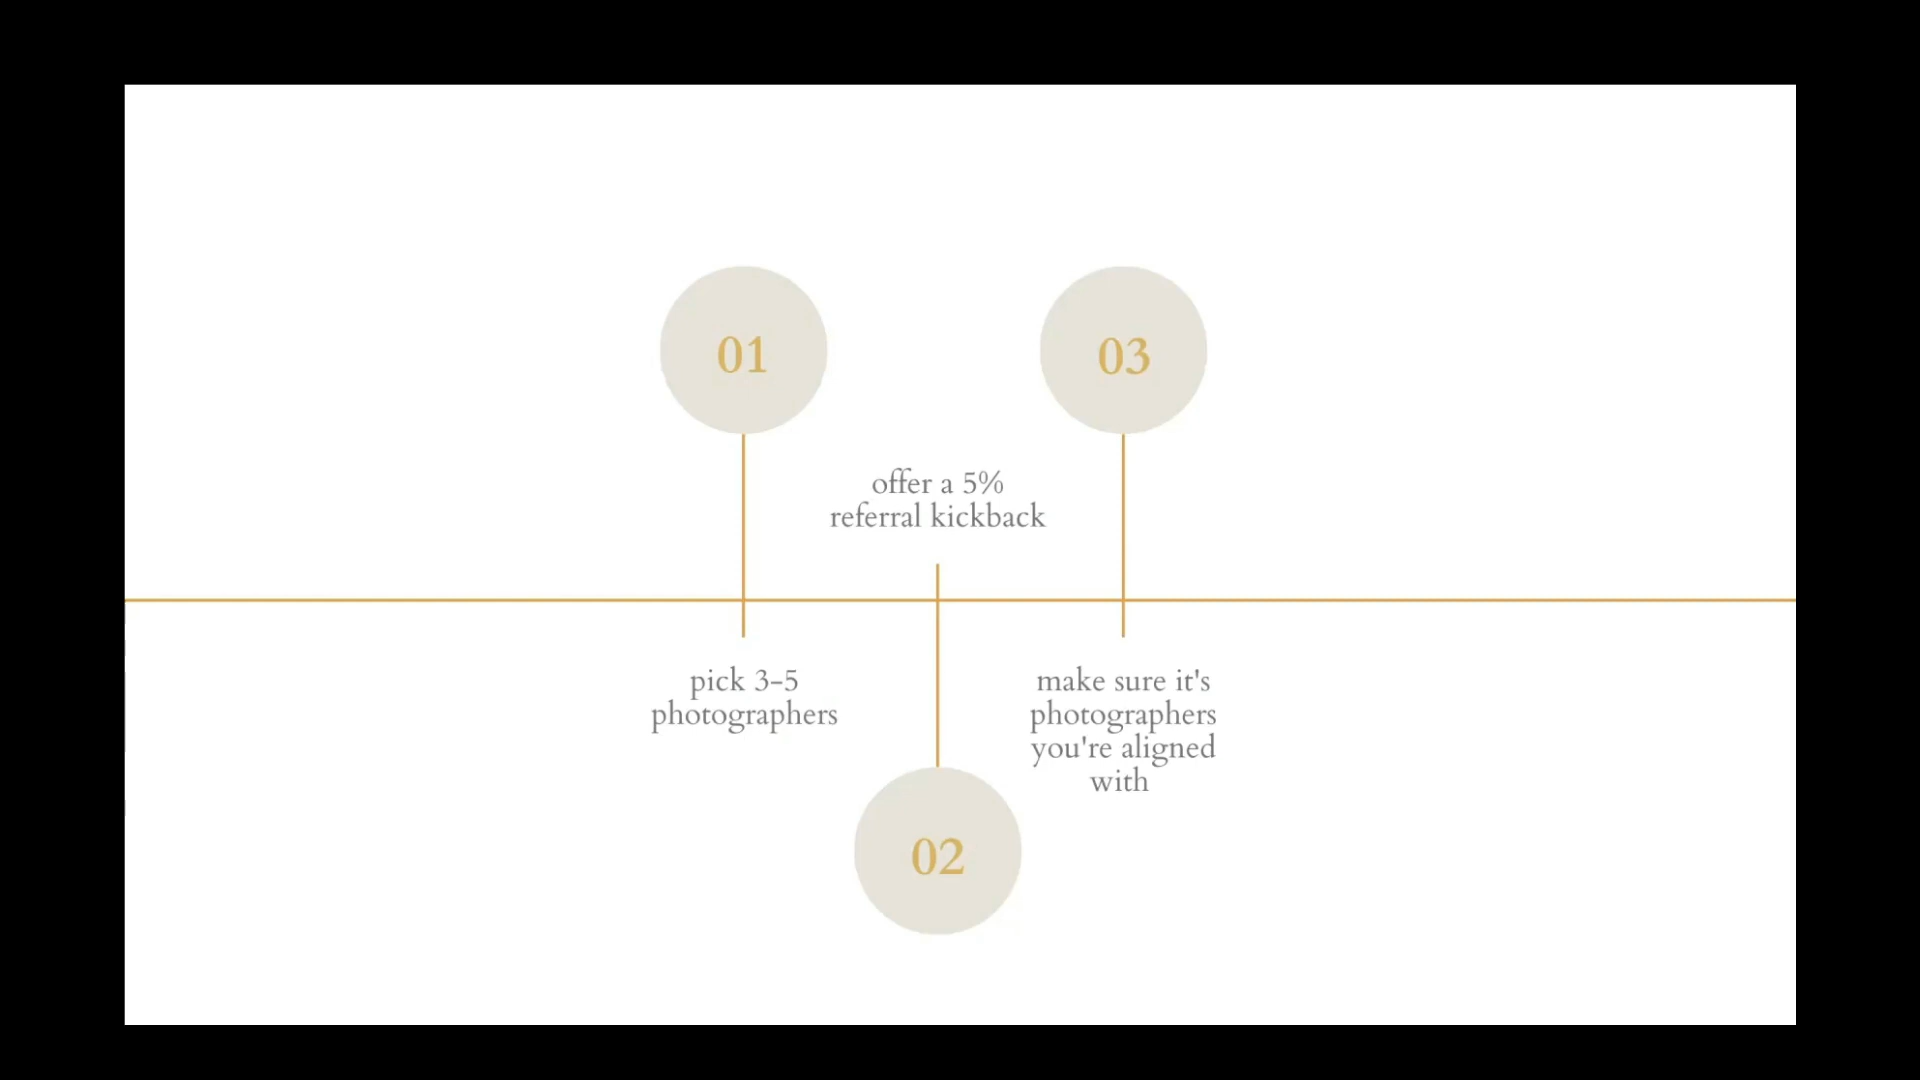 01
pick 3-5
photographers
offer a 5%
referral kickback
02
03
make sure it's
photographers
you're aligned
with